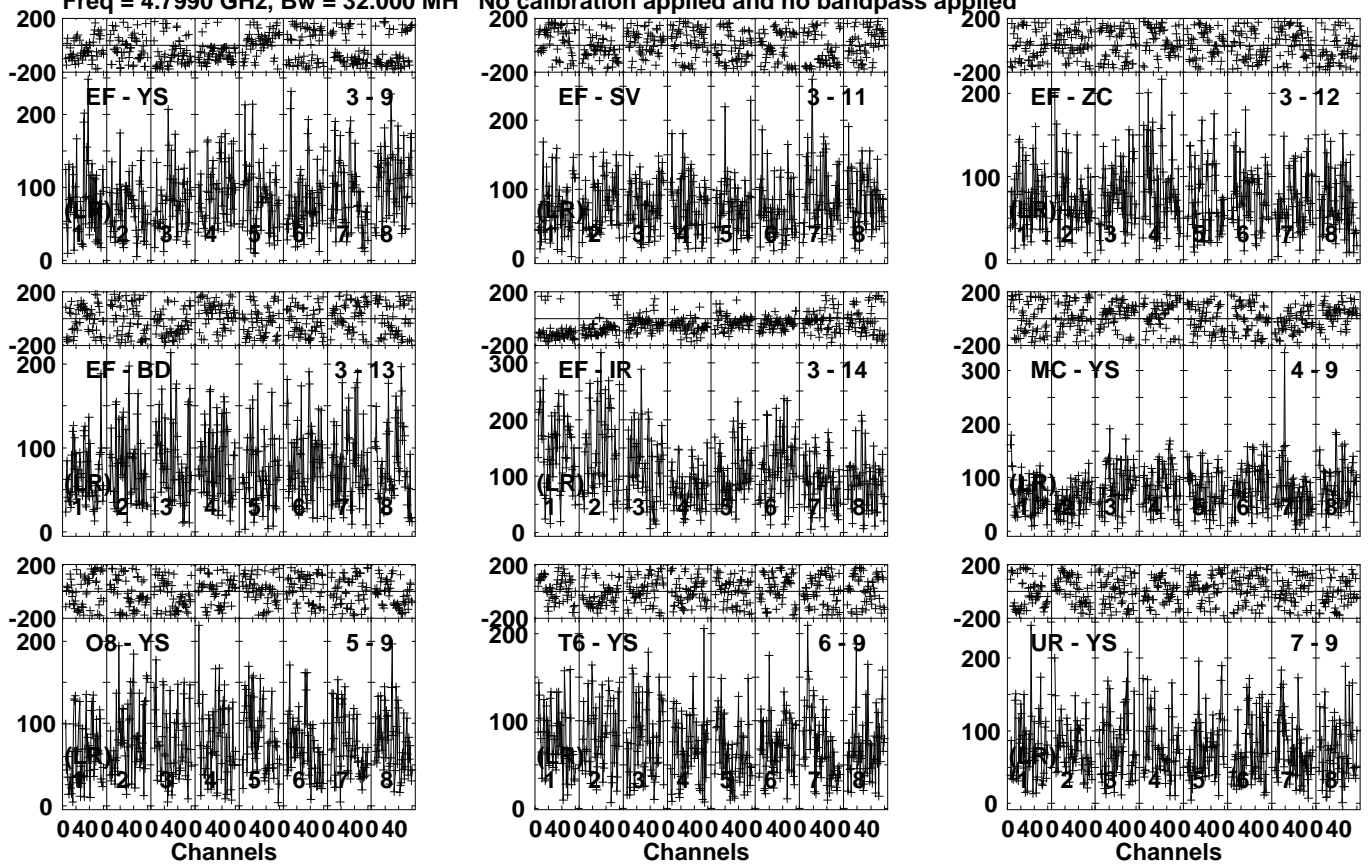 Freq = 4.7990 GHz, Bw = 32.000 MH No calibration applied and no bandpass applied
200
-200
EF - YS 3 - 9
200
100
0
(LR)
1 2 3 4 5 6 7 8
200
-200
EF - SV 3 - 11
200
100
0
(LR)
1 2 3 4 5 6 7 8
200
-200
EF - ZC 3 - 12
200
100
0
(LR)
1 2 3 4 5 6 7 8
200
-200
EF - BD 3 - 13
200
100
0
(LR)
1 2 3 4 5 6 7 8
200
-200
EF - IR 3 - 14
300
200
100
0
(LR)
1 2 3 4 5 6 7 8
200
-200
MC - YS 4 - 9
300
200
100
0
(LR)
1 2 3 4 5 6 7 8
200
-200
O8 - YS 5 - 9
200
100
0
(LR)
1 2 3 4 5 6 7 8
0 40 0 40 0 40 0 40 0 40 0 40 0 40 0 40
Channels
200
-200
T6 - YS 6 - 9
200
100
0
(LR)
1 2 3 4 5 6 7 8
0 40 0 40 0 40 0 40 0 40 0 40 0 40 0 40
Channels
200
-200
UR - YS 7 - 9
200
100
0
(LR)
1 2 3 4 5 6 7 8
0 40 0 40 0 40 0 40 0 40 0 40 0 40 0 40
Channels